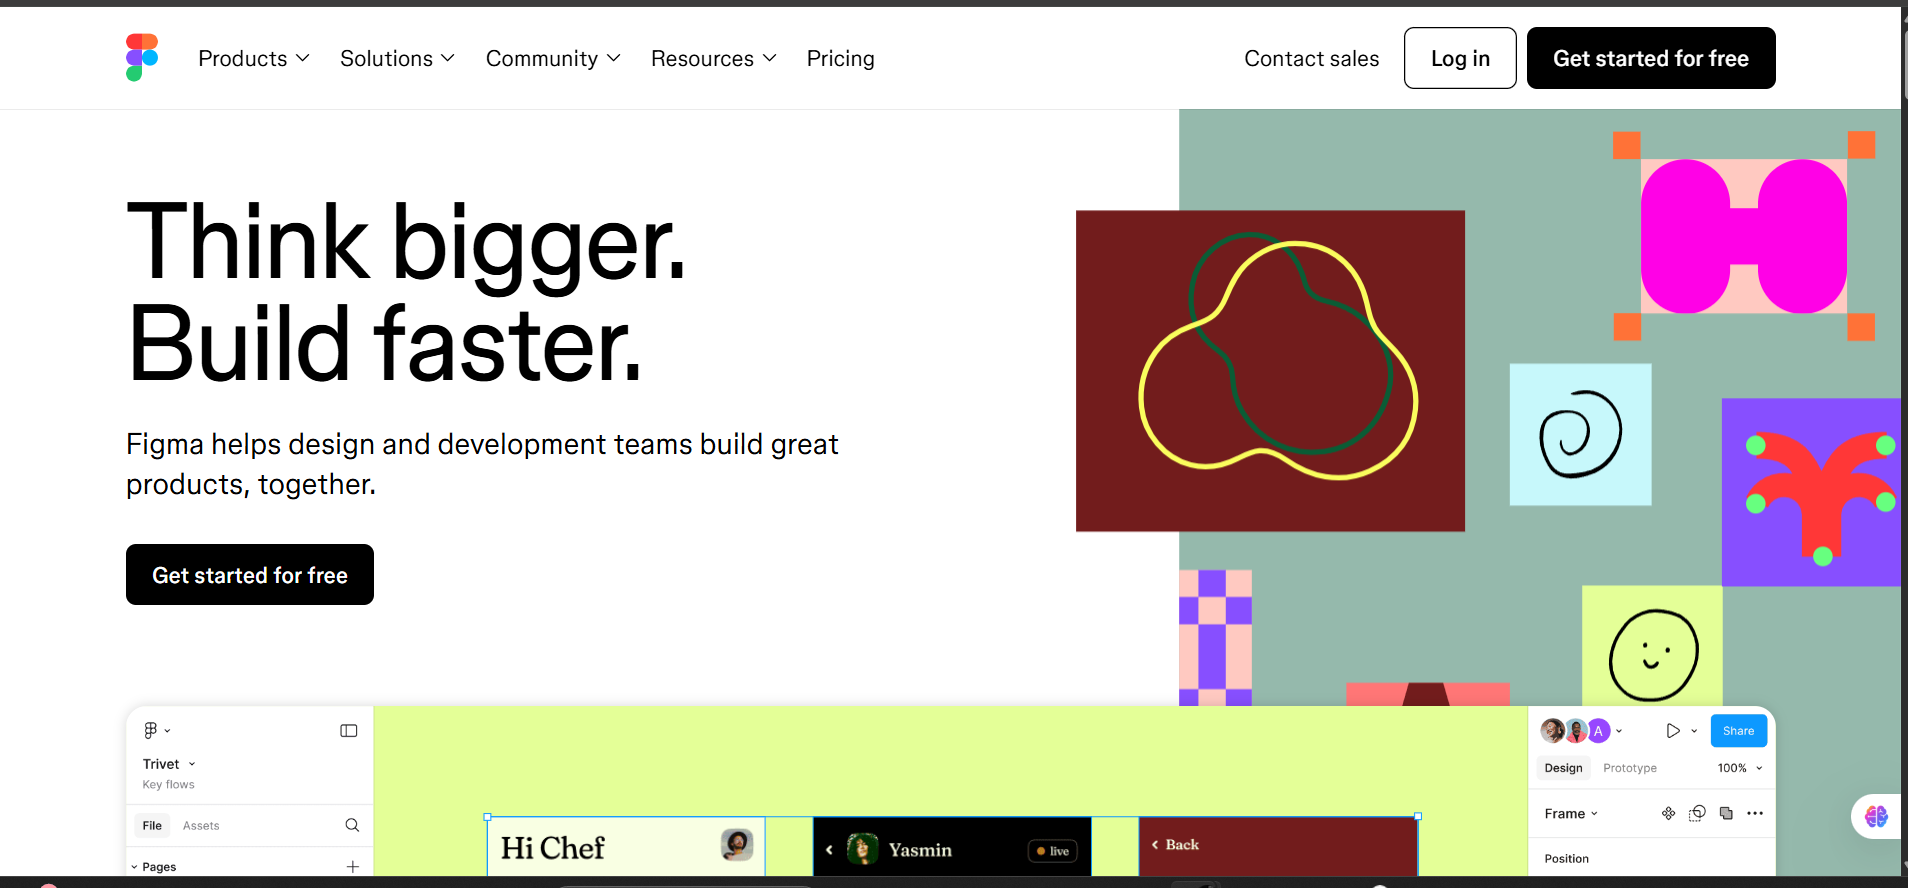 Products
Solutions
Community
Resources
Pricing
Contact sales
Log in
Get started for free
Think bigger.
Build faster.
Figma helps design and development teams build great
products, together.
Get started for free
Trivet
Key flows
File
Assets
Pages
Hi Chef
Yasmin
live
Back
A
Share
Design
Prototype
100%
Frame
Position